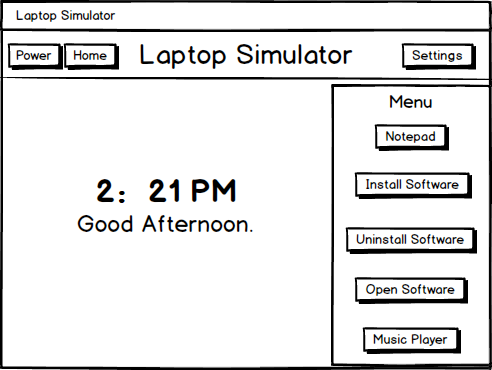 Laptop Simulator
Power Home Laptop Simulator Settings
Menu
Notepad
Install Software
2: 21 PM
Good Afternoon.
Uninstall Software
Open Software
Music Player